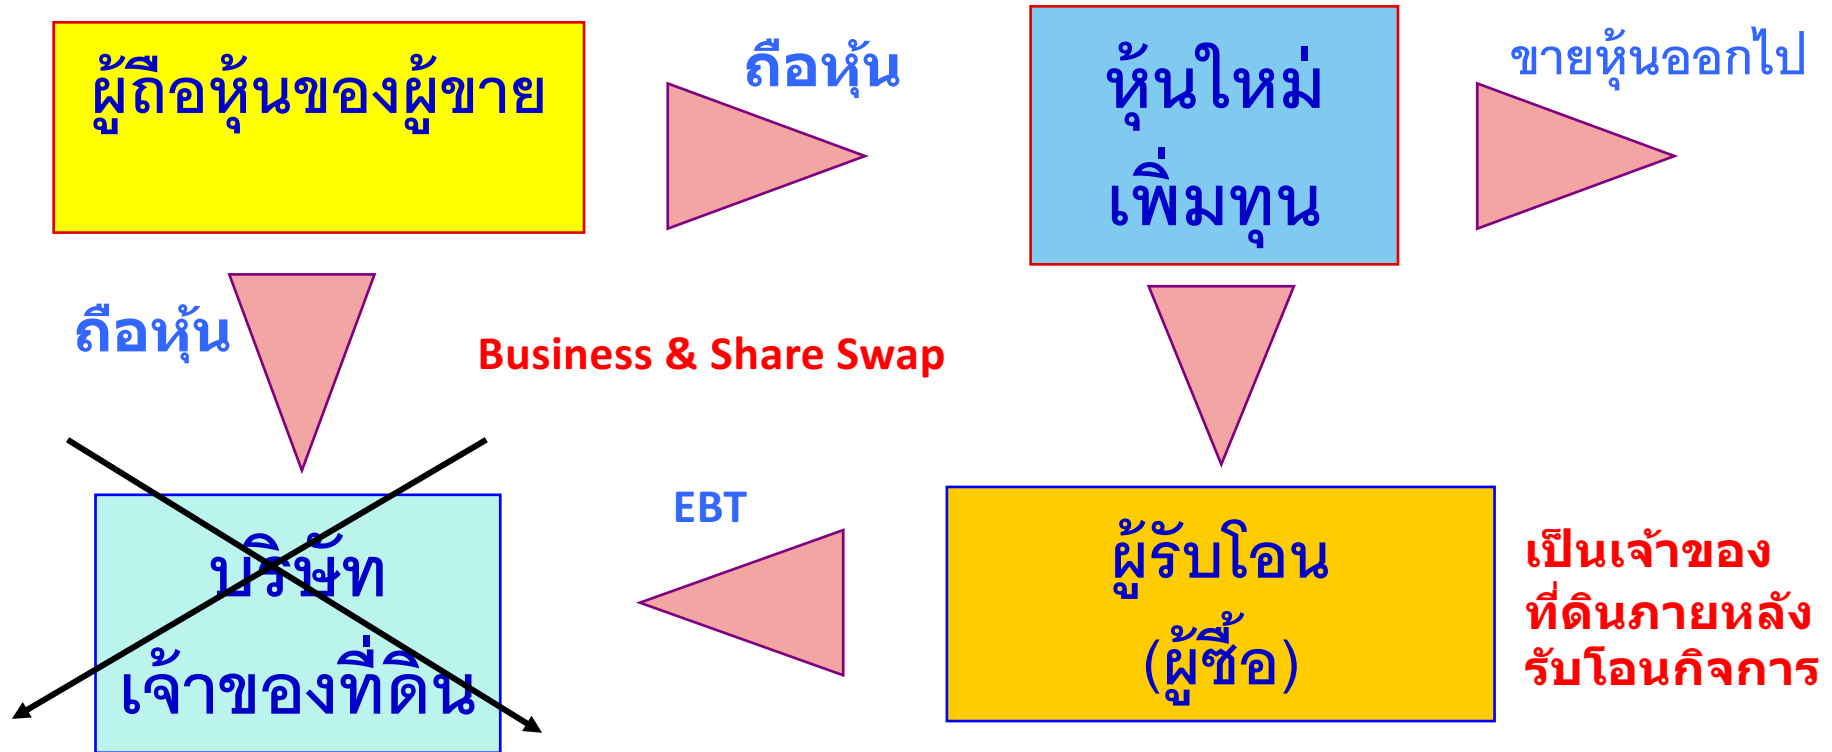 ผู้ถือหุ้นของผู้ขาย
ถือหุ้น
หุ้นใหม่
เพิ่มทุน
ขายหุ้นออกไป
ถือหุ้น
Business & Share Swap
บริษัท
เจ้าของที่ดิน
EBT
ผู้รับโอน
(ผู้ซื้อ)
เป็นเจ้าของ
ที่ดินภายหลัง
รับโอนกิจการ